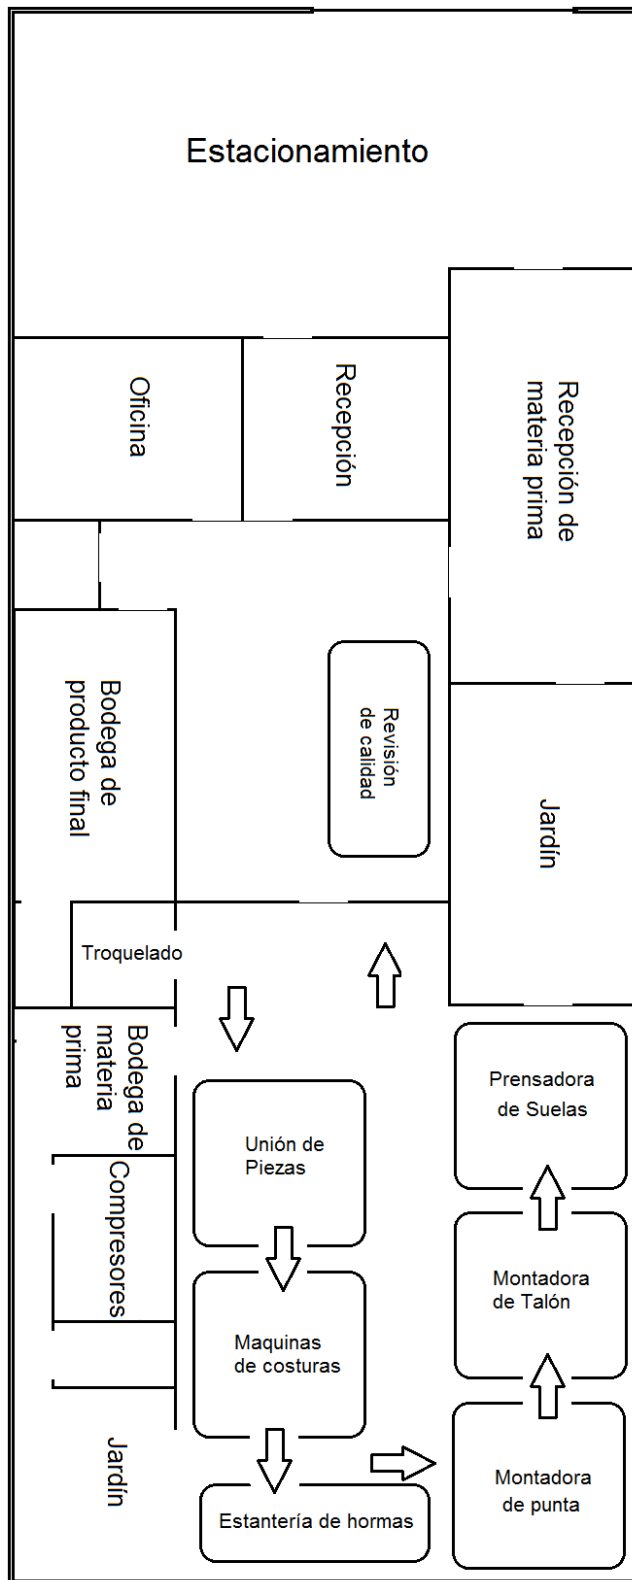 Estacionamiento
Oficina
Recepción
Recepción de
materia prima
Bodega de
producto final
Revisión
de calidad
Jardín
Troquelado
Bodega de
materia
prima
Compresores
Jardín
Unión de
Piezas
Maquinas
de costuras
Estantería de hormas
Prensadora
de Suelas
Montadora
de Talón
Montadora
de punta